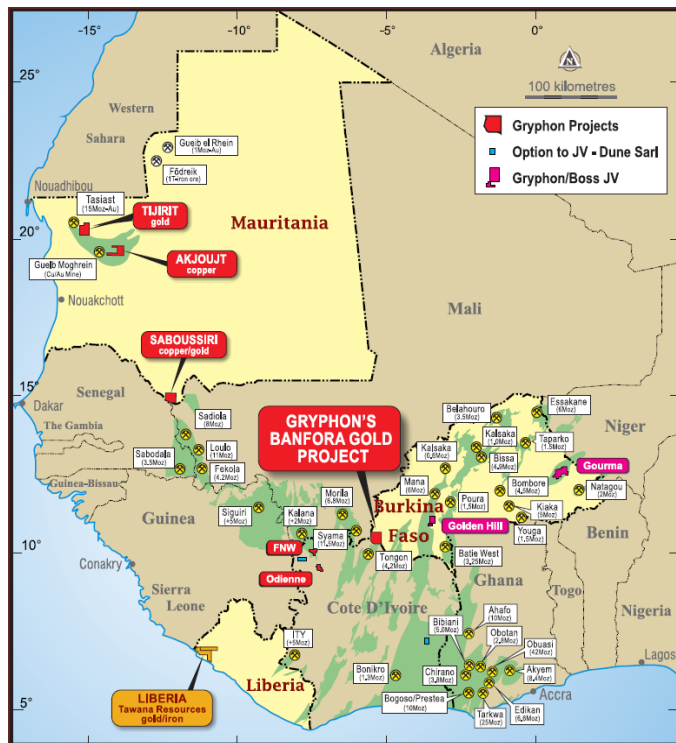 -15°
-10°
-5°
-0°
25°
20°
15°
10°
5°
Algeria
100 kilometres
Gryphon Projects
Option to JV - Dune Sarl
Gryphon/Boss JV
Western
Sahara
Gueib el Rhein
(1Moz-Au)
Födreik
(1T-iron ore)
Nouadhibou
Tasiast
(15Moz-Au)
TIJIRIT
gold
Mauritania
AKJOUJT
copper
Guelb Moghrein
(Cu/Au Mine)
Nouakchott
Mali
SABOUSSIRI
copper/gold
Senegal
Dakar
The Gambia
Sadiola
(8Moz)
Loulo
(11Moz)
Sabodala
(3.5Moz)
Fekola
(4.2Moz)
GRYPHON'S
BANFORA GOLD
PROJECT
Belahouro
(3.5Moz)
Essakane
(6Moz)
Niger
Kalsaka
(1.0Moz)
Taparko
(1.5Moz)
Kalsaka
(0.6Moz)
Bissa
(4.9Moz)
Gourma
Guinea-Bissau
Mana
(6Moz)
Bombore
(4.5Moz)
Natagou
(2Moz)
Poura
(1.5Moz)
Kiaka
(5Moz)
Burkina
Faso
Guinea
Siguiri
(+5Moz)
Kalana
(+2Moz)
Morila
(6.8Moz)
Syama
(11.5Moz)
Golden Hill
Youga
(1.5Moz)
Benin
FNW
Tongon
(4.2Moz)
Batie West
(3.25Moz)
Conakry
Odienne
Ghana
Togo
Sierra
Leone
Cote D'Ivoire
Nigeria
Ahafo
(10Moz)
Bibiani
(5.0Moz)
Obotan
(2.8Moz)
ITY
(+5Moz)
Obuasi
(42Moz)
Lagos
Bonikro
(1.3Moz)
Chirano
(3.8Moz)
Akyem
(8.4Moz)
Liberia
LIBERIA
Tawana Resources
gold/iron
Bogoso/Prestea
(10Moz)
Accra
Edikan
(6.6Moz)
Tarkwa
(25Moz)